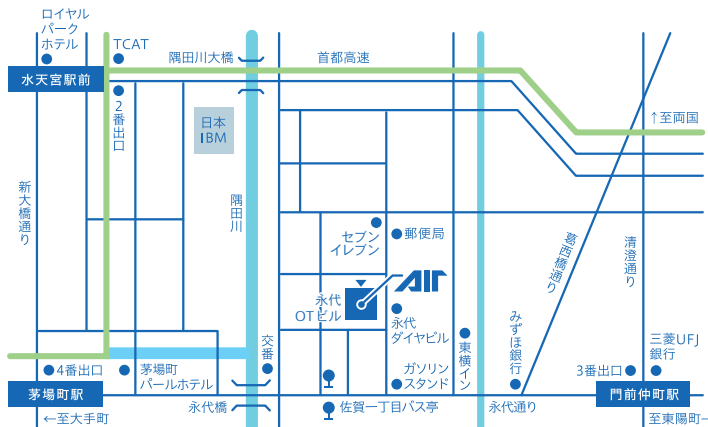 ロイヤル
パーク
ホテル
TCAT
隅田川大橋
首都高速
水天宮駅前
2番出口
日本
IBM
↑至両国
新大橋通り
隅田川
セブン
イレブン
郵便局
葛西橋通り
清澄通り
AIT
永代
OTビル
永代
ダイヤビル
みずほ銀行
交番
東横イン
三菱UFJ
銀行
4番出口
茅場町
パールホテル
ガソリン
スタンド
3番出口
茅場町駅
門前仲町駅
←至大手町
永代橋
佐賀一丁目バス亭
永代通り
至東陽町